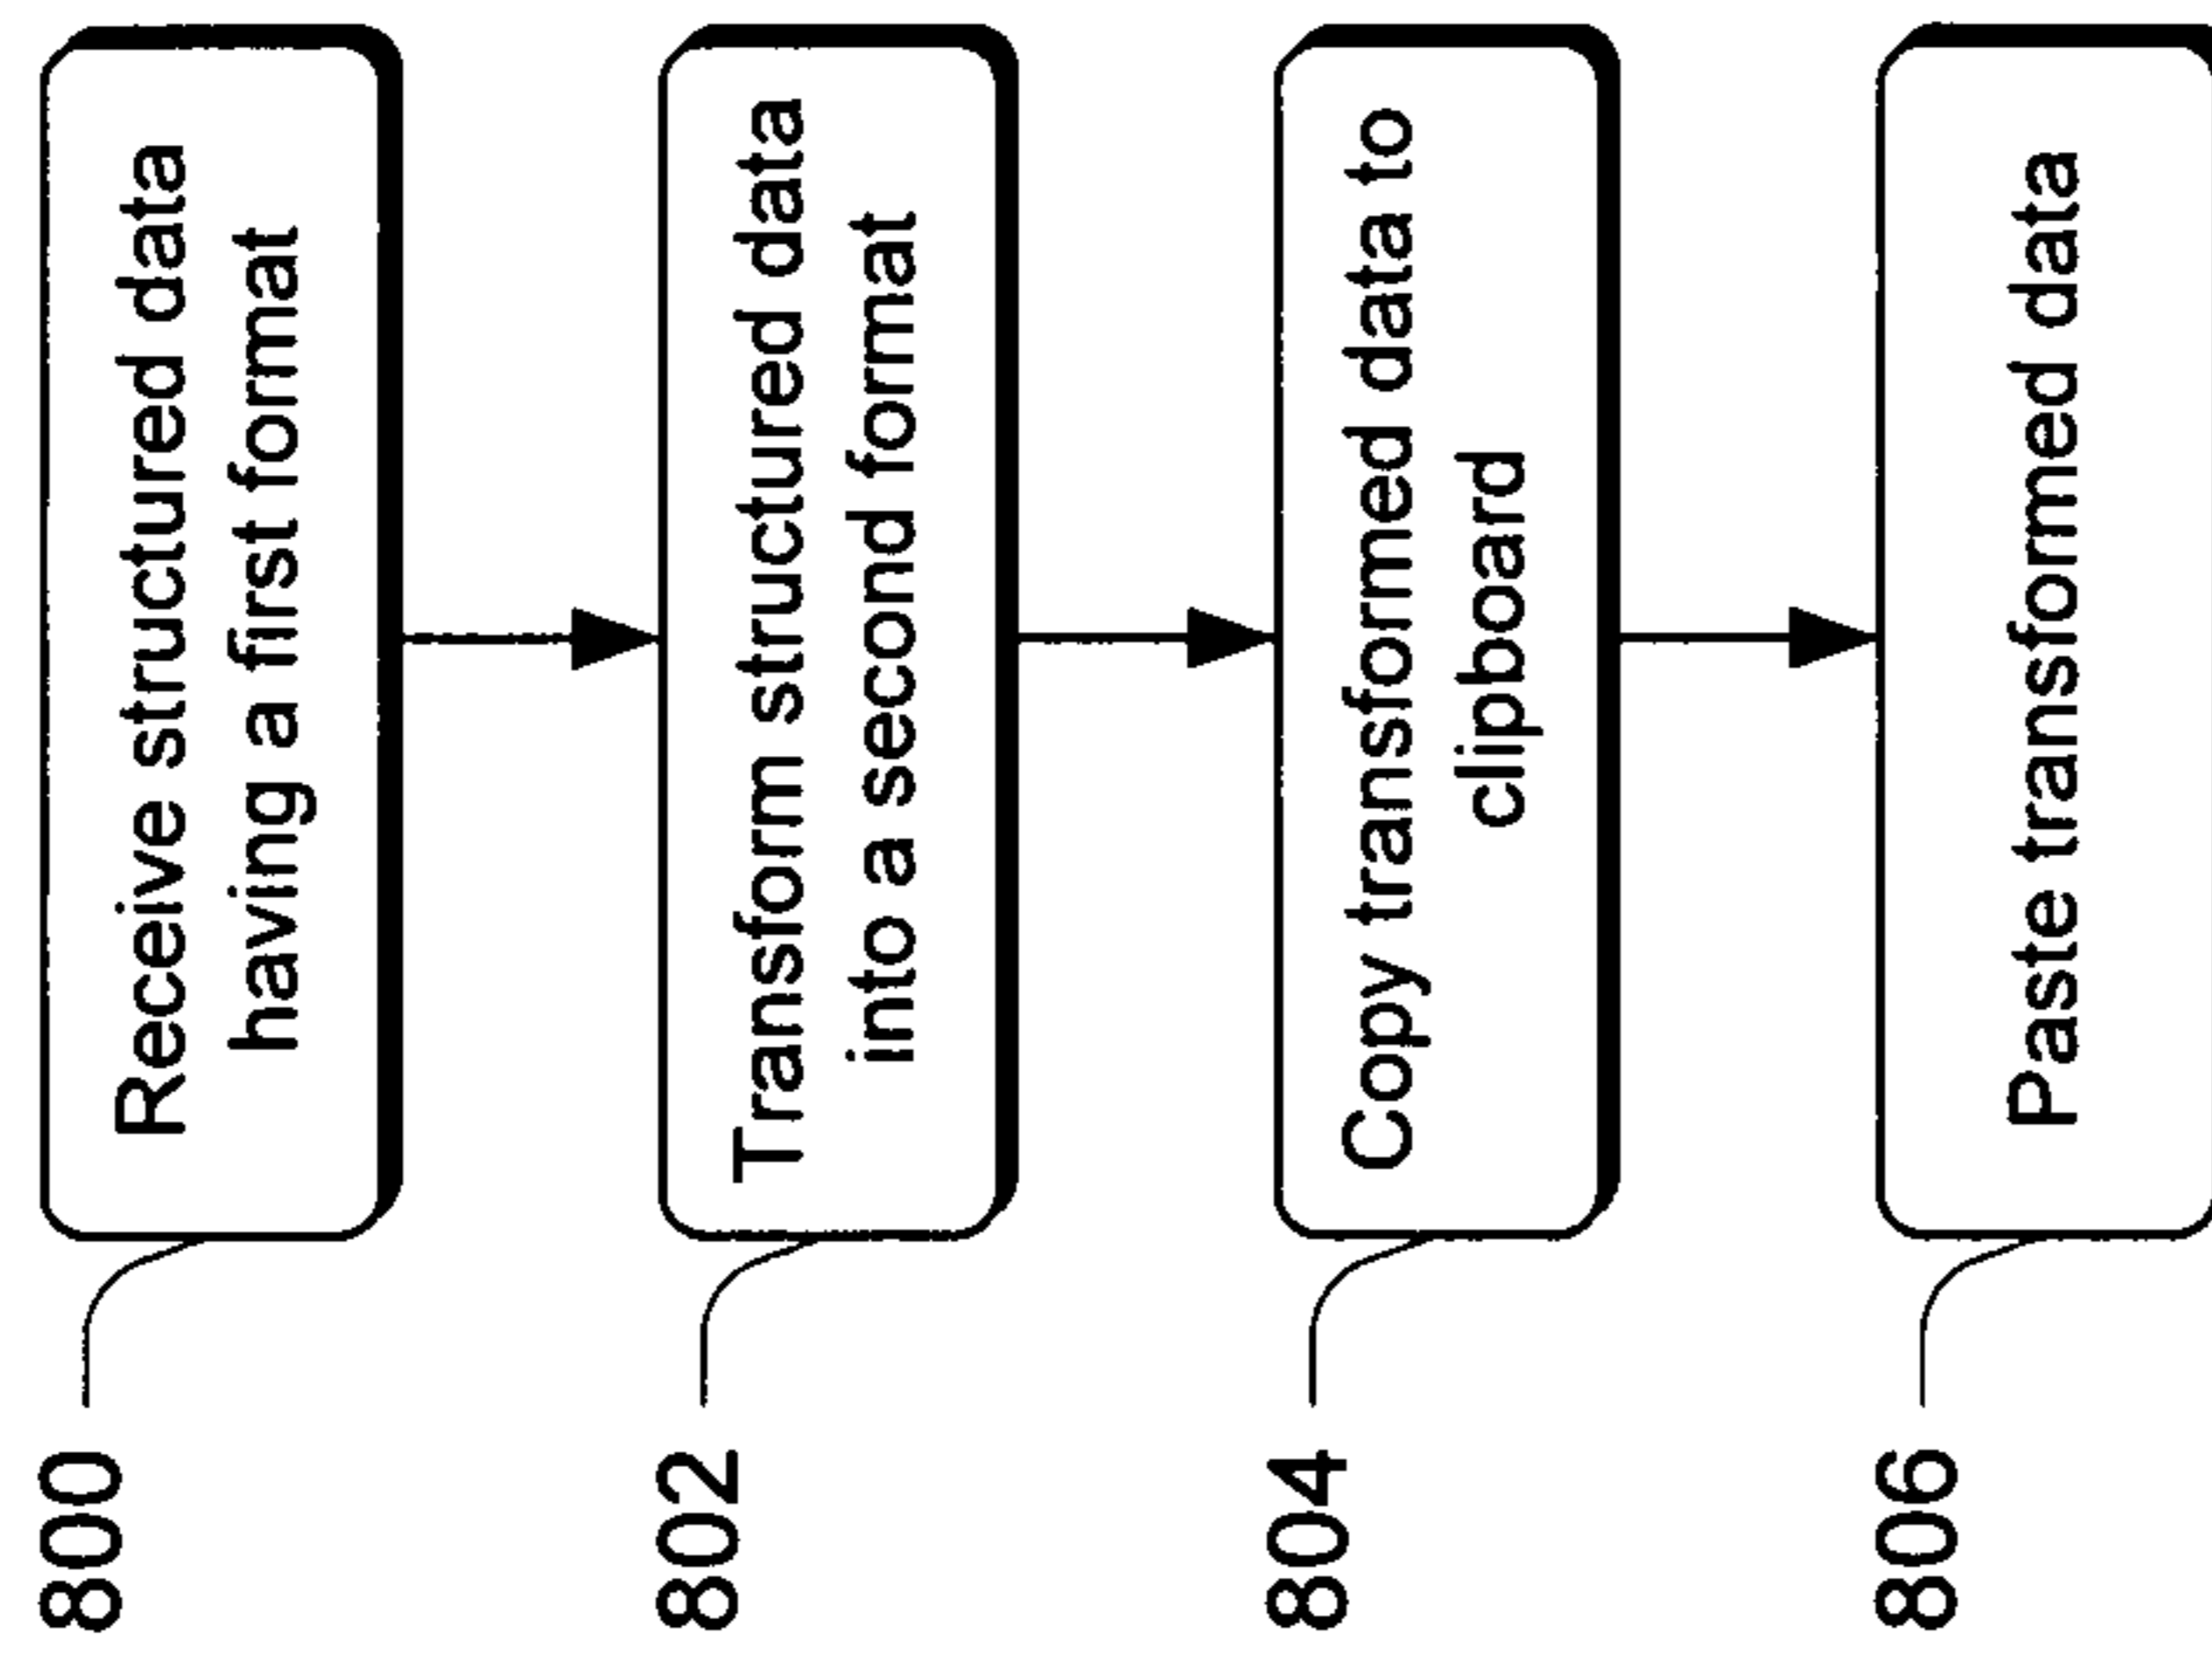 800
Receive structured data
having a first format
802
Transform structured data
into a second format
804
Copy transformed data to
clipboard
806
Paste transformed data